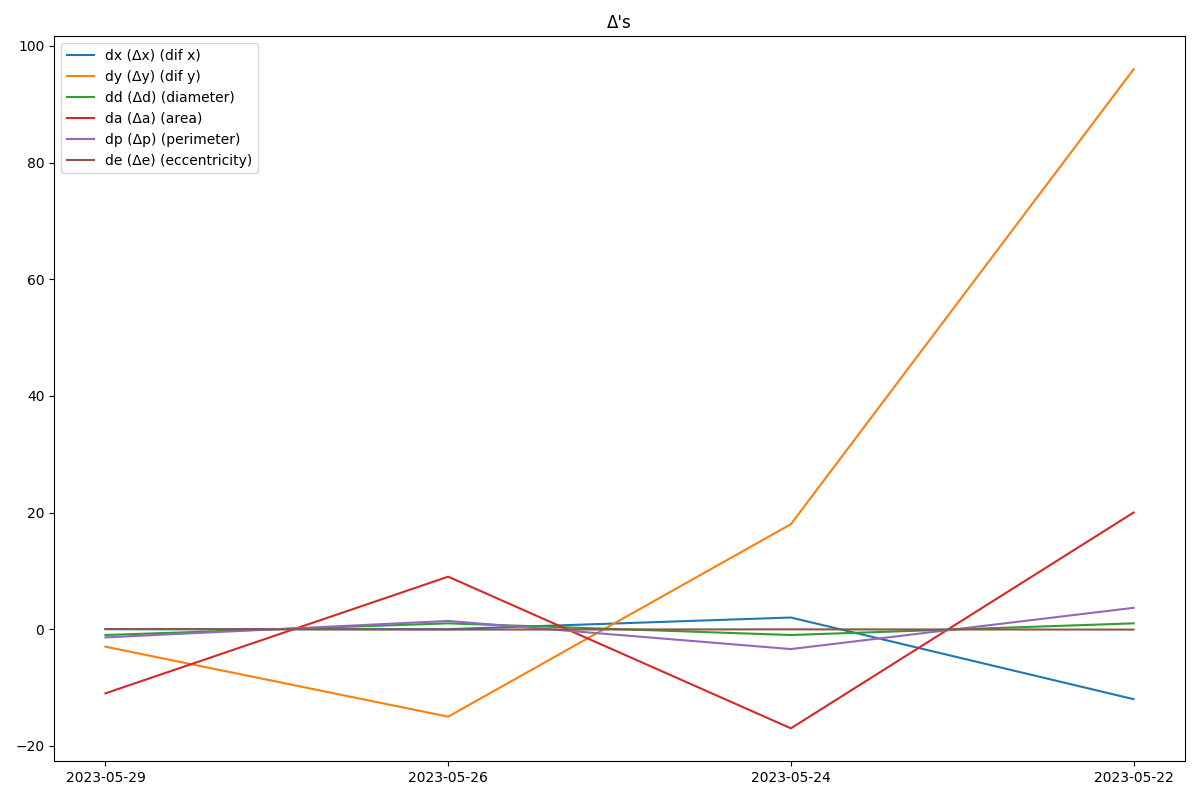 Δ's
dx (Δx) (dif x)
dy (Δy) (dif y)
dd (Δd) (diameter)
da (Δa) (area)
dp (Δp) (perimeter)
de (Δe) (eccentricity)
100
80
60
40
20
0
−20
2023-05-29 2023-05-26 2023-05-24 2023-05-22